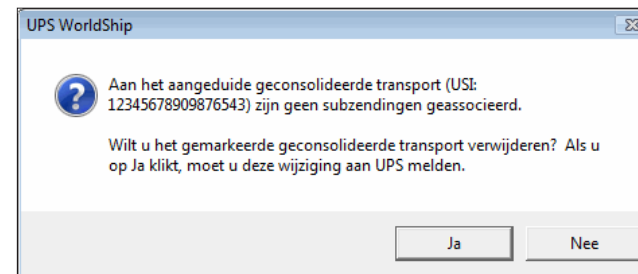 UPS WorldShip
Aan het aangeduide geconsolideerde transport (USI:
12345678909876543) zijn geen subzendingen geassocieerd.
Wilt u het gemarkeerde geconsolideerde transport verwijderen? Als u
op Ja klikt, moet u deze wijziging aan UPS melden.
Ja
Nee